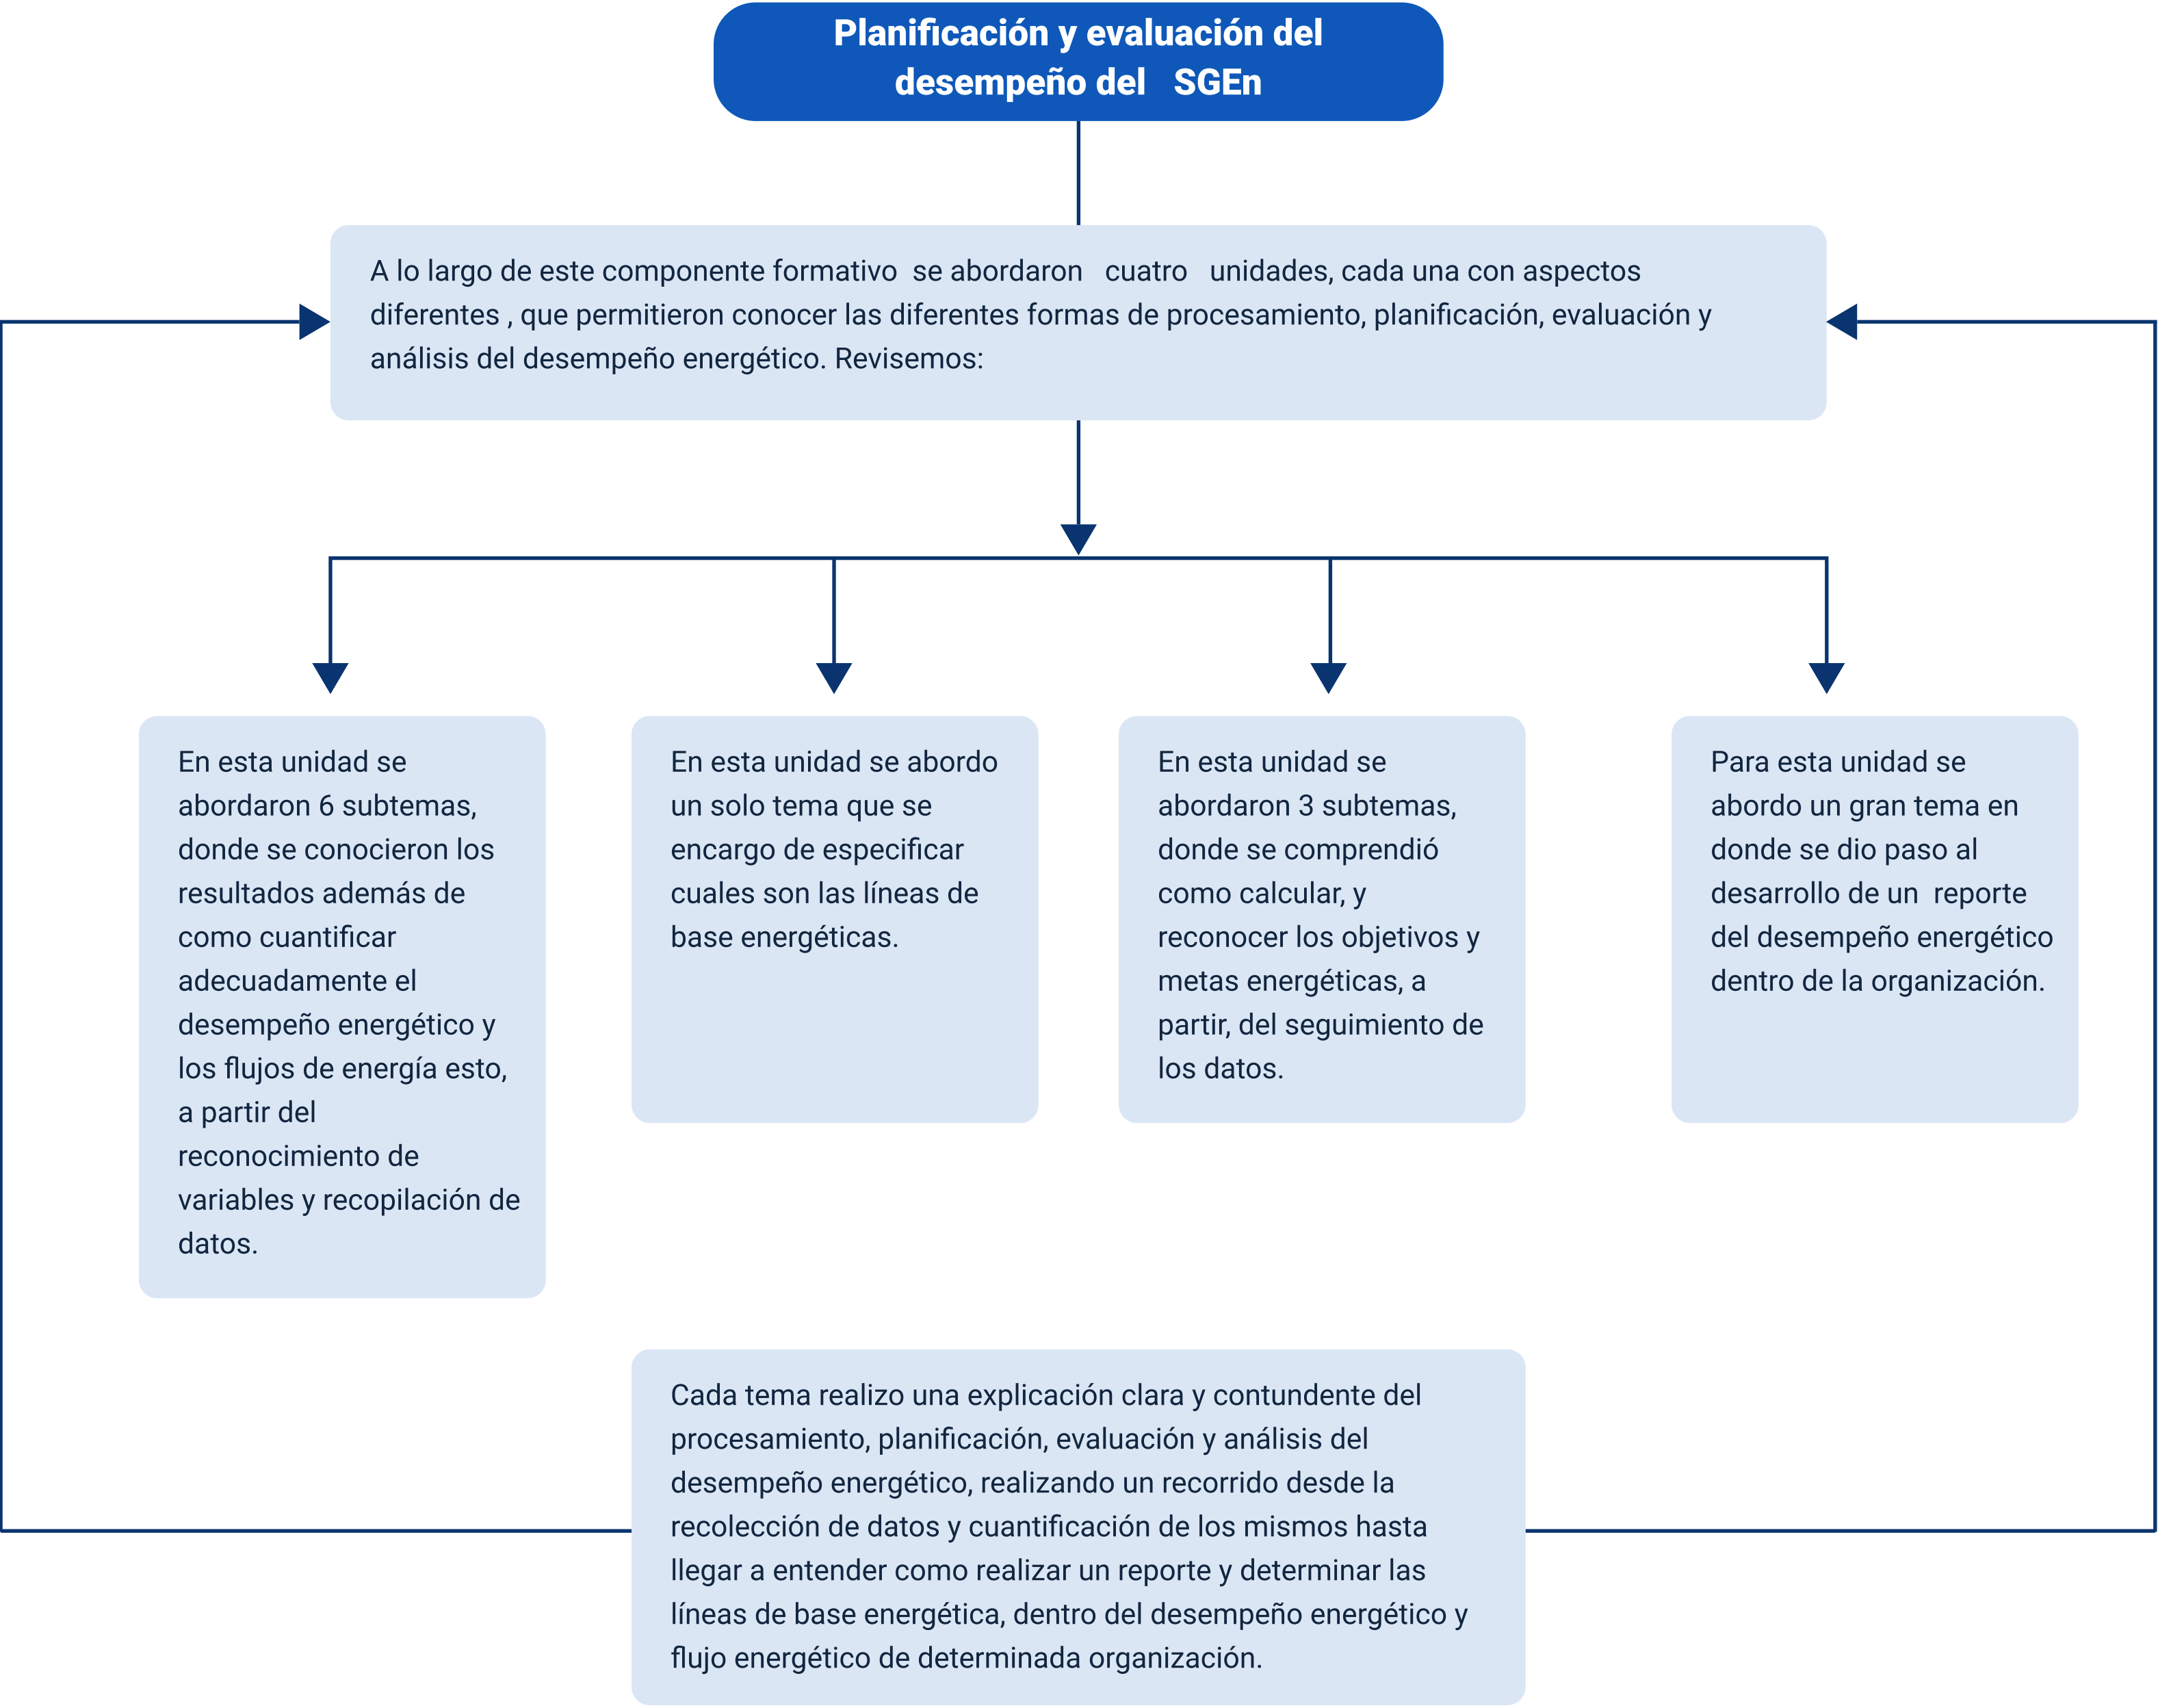 Planificación y evaluación del
desempeño del SGEn
A lo largo de este componente formativo se abordaron cuatro unidades, cada una con aspectos
diferentes , que permitieron conocer las diferentes formas de procesamiento, planificación, evaluación y
análisis del desempeño energético. Revisemos:
En esta unidad se
abordaron 6 subtemas,
donde se conocieron los
resultados además de
como cuantificar
adecuadamente el
desempeño energético y
los flujos de energía esto,
a partir del
reconocimiento de
variables y recopilación de
datos.
En esta unidad se abordo
un solo tema que se
encargo de especificar
cuales son las líneas de
base energéticas.
En esta unidad se
abordaron 3 subtemas,
donde se comprendió
como calcular, y
reconocer los objetivos y
metas energéticas, a
partir, del seguimiento de
los datos.
Para esta unidad se
abordo un gran tema en
donde se dio paso al
desarrollo de un reporte
del desempeño energético
dentro de la organización.
Cada tema realizo una explicación clara y contundente del
procesamiento, planificación, evaluación y análisis del
desempeño energético, realizando un recorrido desde la
recolección de datos y cuantificación de los mismos hasta
llegar a entender como realizar un reporte y determinar las
líneas de base energética, dentro del desempeño energético y
flujo energético de determinada organización.